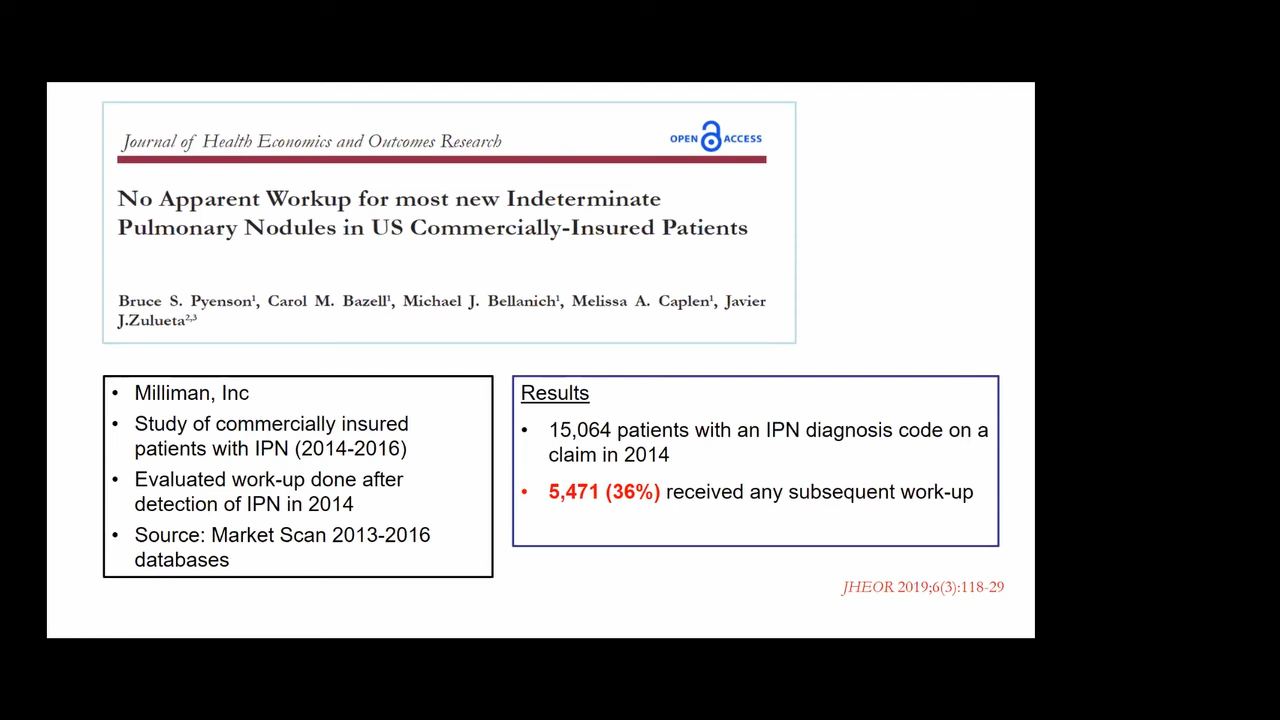 Journal of Health Economics and Outcomes Research
OPEN ACCESS
No Apparent Workup for most new Indeterminate
Pulmonary Nodules in US Commercially-Insured Patients
Bruce S. Pyenson¹, Carol M. Bazell¹, Michael J. Bellanich¹, Melissa A. Caplen¹, Javier
J.Zulueta²,³
• Milliman, Inc
• Study of commercially insured
patients with IPN (2014-2016)
• Evaluated work-up done after
detection of IPN in 2014
• Source: Market Scan 2013-2016
databases
Results
• 15,064 patients with an IPN diagnosis code on a
claim in 2014
• 5,471 (36%) received any subsequent work-up
JHEOR 2019;6(3):118-29